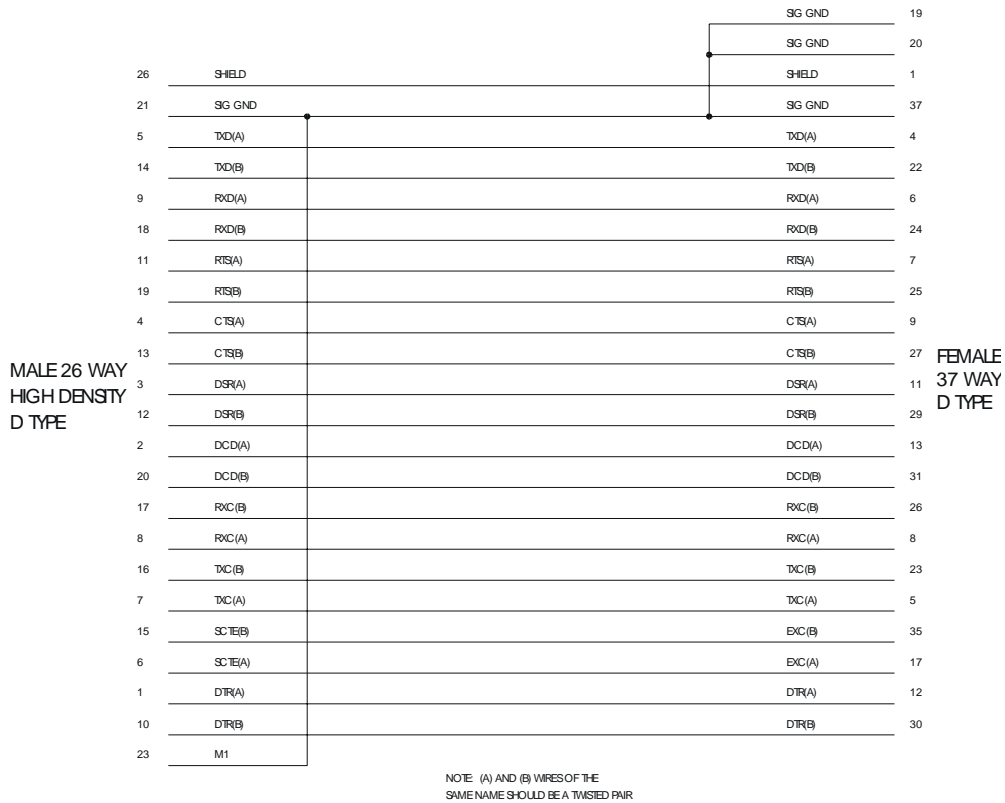 SIG GND 19
SIG GND 20
26 SHIELD SHIELD 1
21 SIG GND SIG GND 37
5 TXD(A) TXD(A) 4
14 TXD(B) TXD(B) 22
9 RXD(A) RXD(A) 6
18 RXD(B) RXD(B) 24
11 RTS(A) RTS(A) 7
19 RTS(B) RTS(B) 25
4 CTS(A) CTS(A) 9
13 CTS(B) CTS(B) 27
3 DSR(A) DSR(A) 11
12 DSR(B) DSR(B) 29
2 DCD(A) DCD(A) 13
20 DCD(B) DCD(B) 31
17 RXC(B) RXC(B) 26
8 RXC(A) RXC(A) 8
16 TXC(B) TXC(B) 23
7 TXC(A) TXC(A) 5
15 SCTE(B) EXC(B) 35
6 SCTE(A) EXC(A) 17
1 DTR(A) DTR(A) 12
10 DTR(B) DTR(B) 30
23 M1
MALE 26 WAY
HIGH DENSITY
D TYPE
FEMALE
37 WAY
D TYPE
NOTE: (A) AND (B) WIRES OF THE
SAME NAME SHOULD BE A TWISTED PAIR